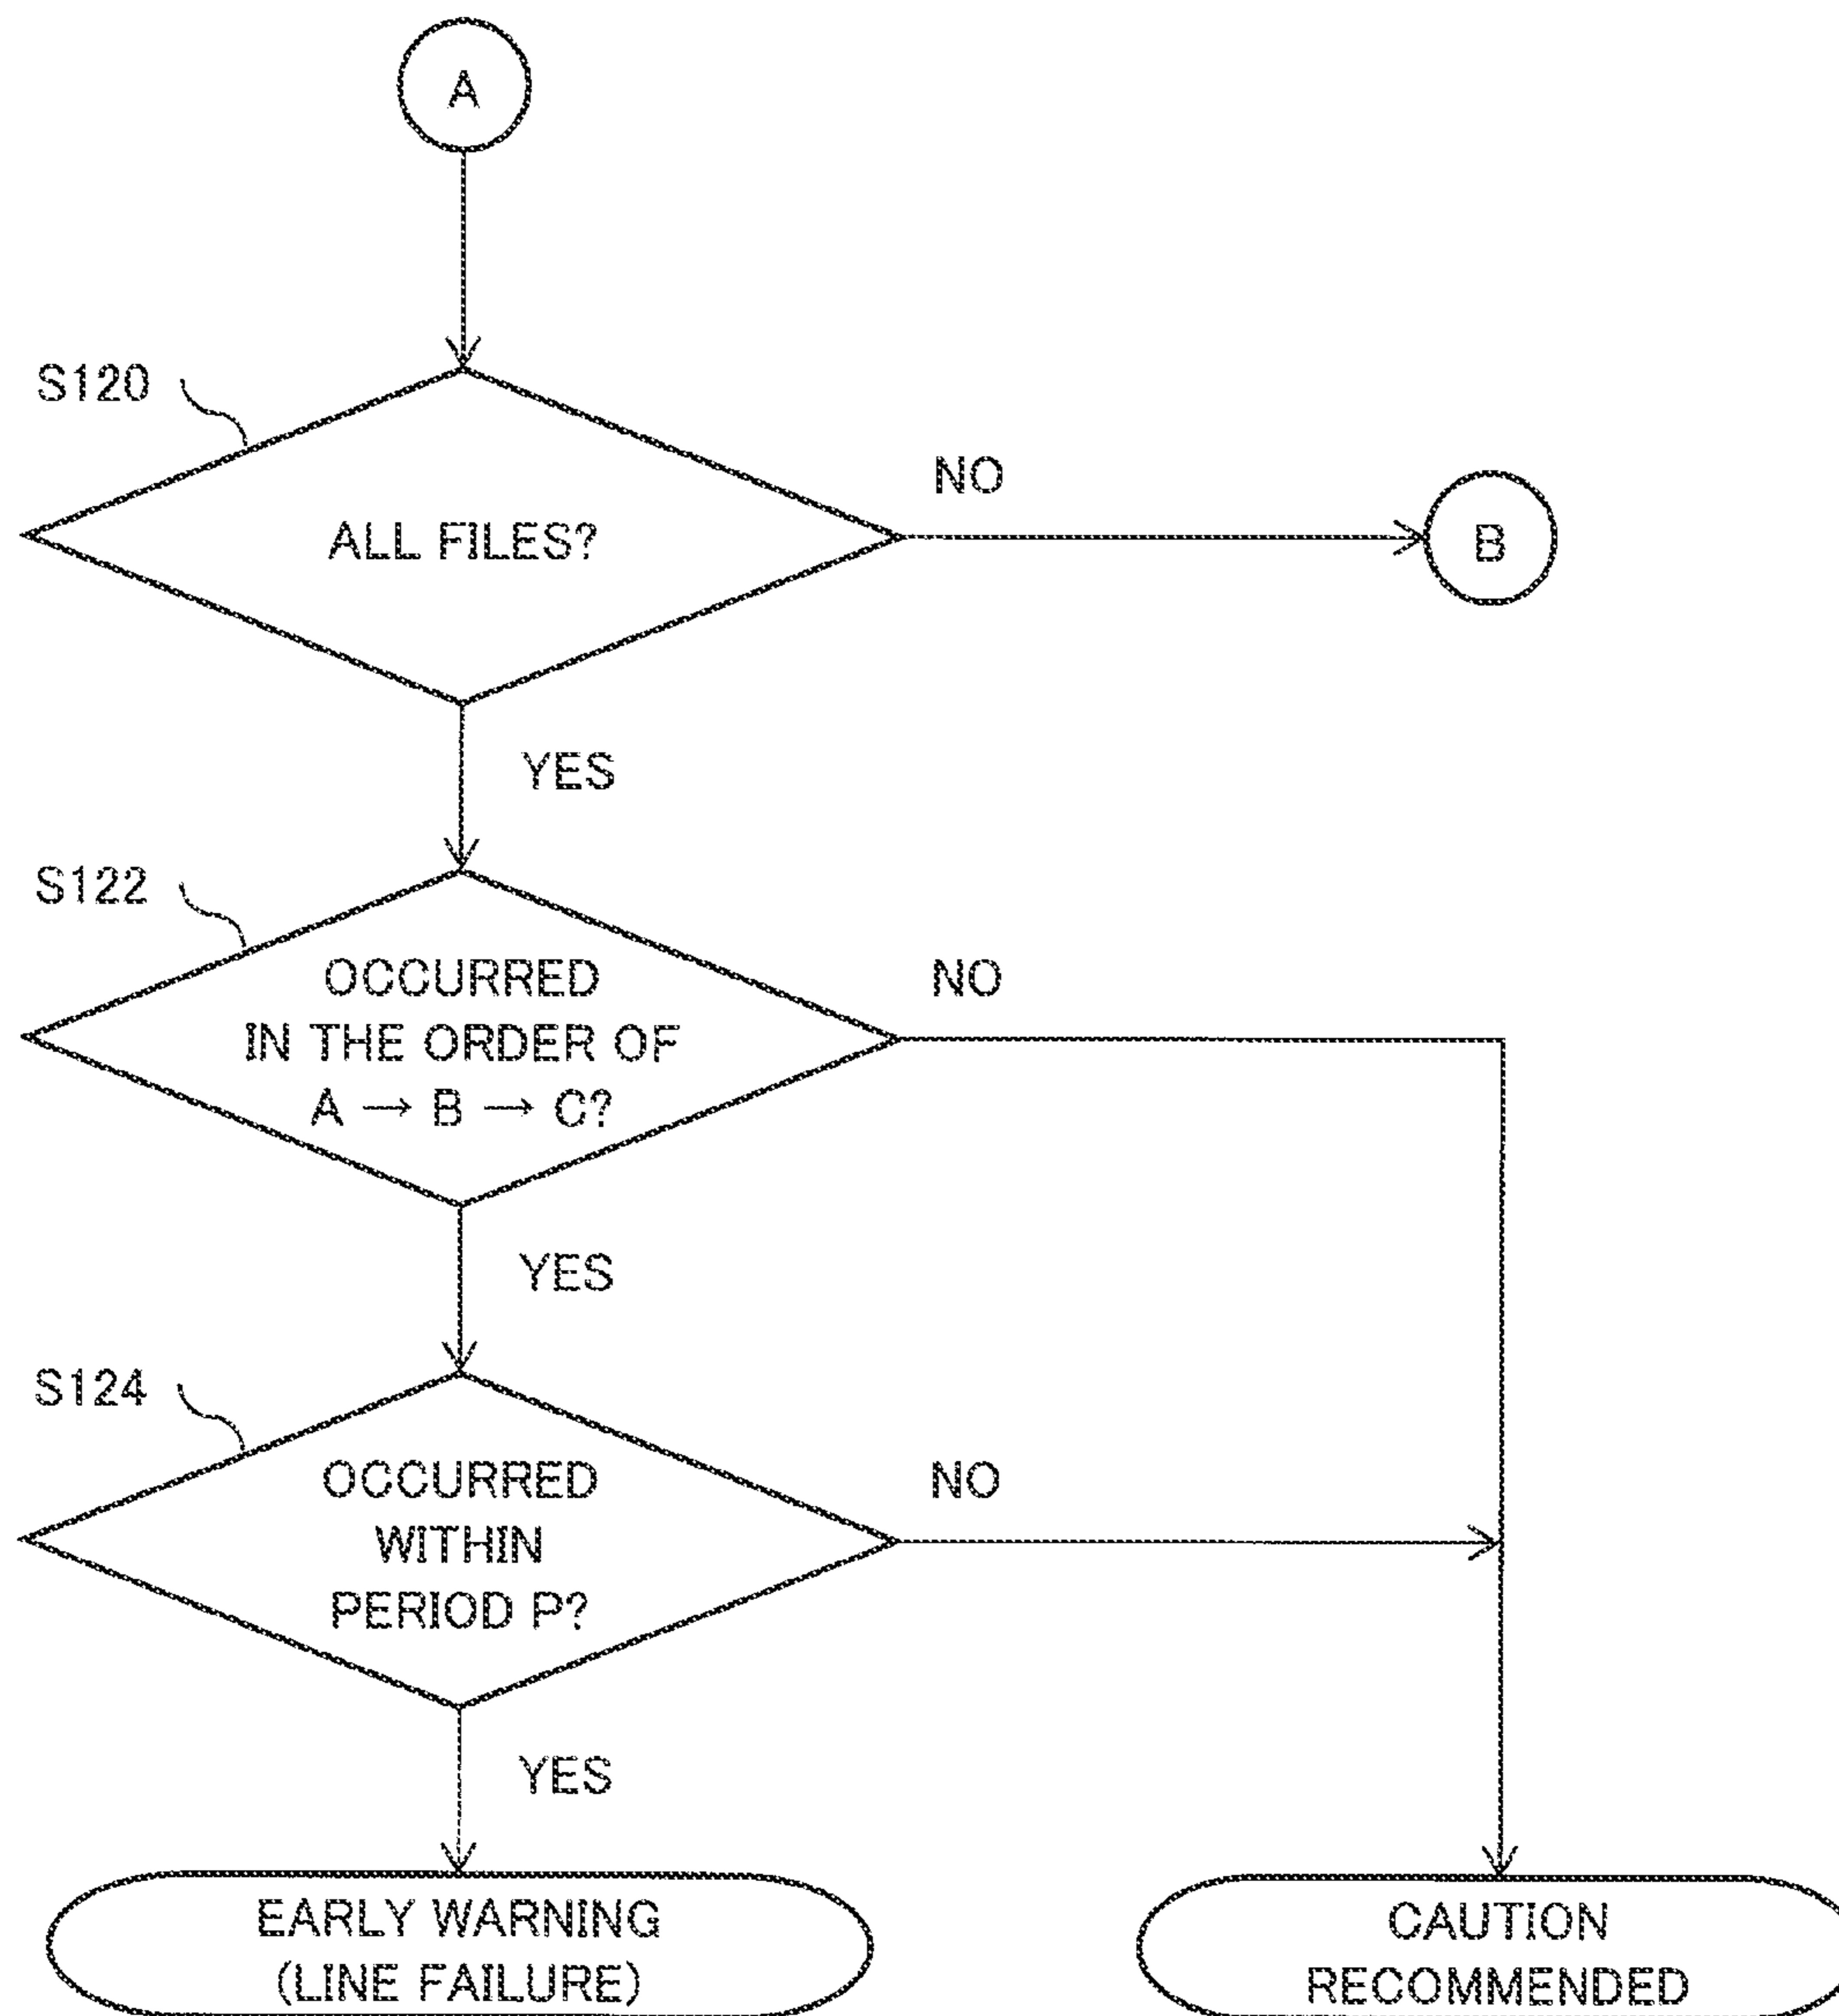 A
S120
NO
ALL FILES?
B
YES
S122
OCCURRED
IN THE ORDER OF
A → B → C?
NO
YES
S124
OCCURRED
WITHIN
PERIOD P?
NO
YES
EARLY WARNING
(LINE FAILURE)
CAUTION
RECOMMENDED